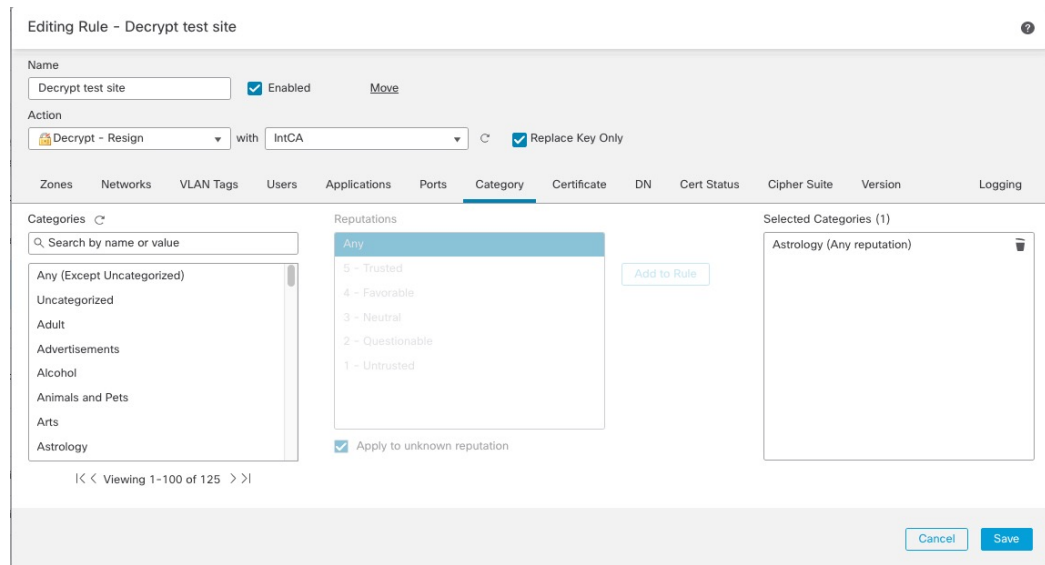 Editing Rule - Decrypt test site
Name
Decrypt test site Enabled Move
Action
Decrypt - Resign with IntCA Replace Key Only
Zones Networks VLAN Tags Users Applications Ports Category Certificate DN Cert Status Cipher Suite Version Logging
Categories Reputations Selected Categories (1)
Search by name or value Any Astrology (Any reputation)
Any (Except Uncategorized) 5 - Trusted Add to Rule
Uncategorized 4 - Favorable
Adult 3 - Neutral
Advertisements 2 - Questionable
Alcohol 1 - Untrusted
Animals and Pets
Arts
Astrology Apply to unknown reputation
Viewing 1-100 of 125
Cancel Save